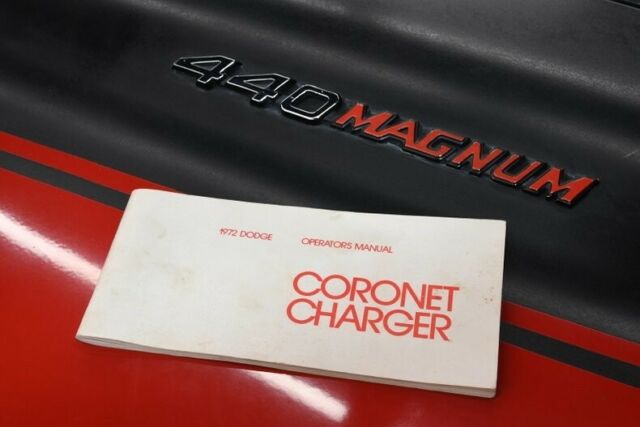 440 MAGNUM
1972 DODGE OPERATORS MANUAL
CORONET
CHARGER